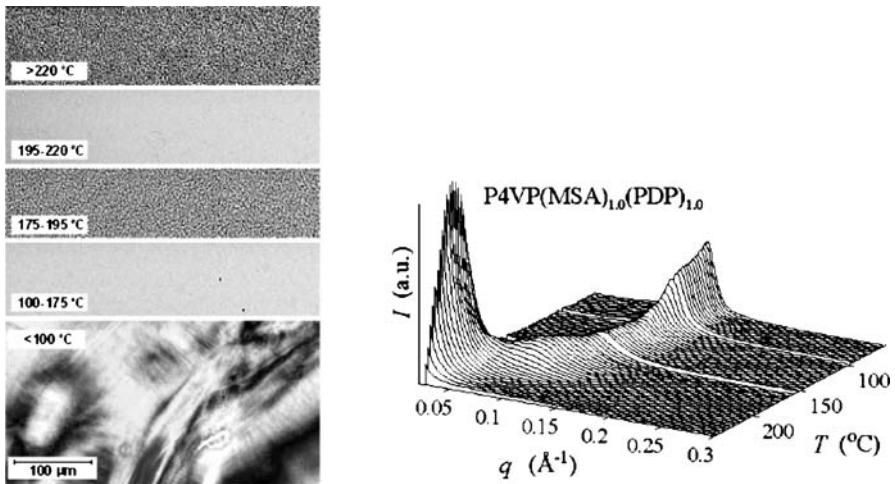 >220 °C
195-220 °C
175-195 °C
100-175 °C
<100 °C
100 µm
P4VP(MSA)1.0(PDP)1.0
I (a.u.)
0.05
0.1
0.15
0.2
0.25
0.3
q (Å-1)
200
150
100
T (°C)